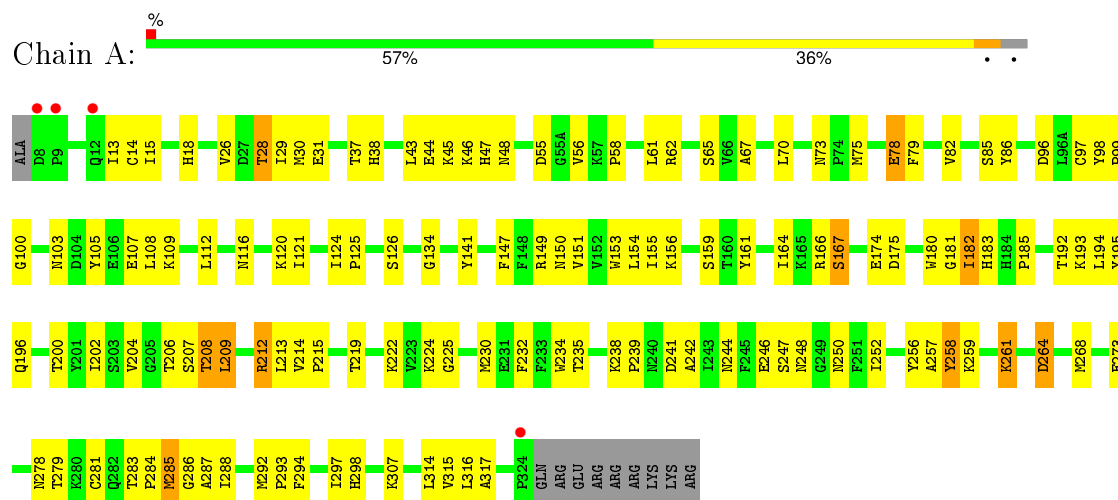 %
Chain A:
57% 36% • •
ALA D8 P9 Q12 I13 C14 I15 H18 V26 D27 T28 I29 M30 E31 T37 H38 L43 E44 K45 K46 H47 N48 D55 G55A V56 K57 P58 L61 R62 S65 V66 A67 L70 N73 P74 M75 E78 F79 V82 S85 Y86 D96 L96A C97 Y98 P99
G100 N103 D104 Y105 E106 E107 L108 K109 L112 N116 K120 I121 I124 P125 S126 G134 Y141 F147 F148 R149 N150 V151 V152 W153 L154 I155 K156 S159 T160 Y161 I164 K165 R166 S167 E174 D175 W180 G181 I182 H183 H184 P185 T192 K193 L194 Y195
Q196 T200 Y201 I202 S203 V204 G205 T206 S207 T208 L209 R212 L213 V214 P215 T219 K222 V223 K224 G225 M230 E231 F232 F233 W234 T235 K238 P239 N240 D241 A242 I243 N244 F245 E246 S247 N248 G249 N250 F251 I252 Y256 A257 Y258 K259 K261 D264 M268
N278 T279 K280 C281 Q282 T283 P284 M285 G286 A287 I288 M292 P293 F294 I297 H298 K307 L314 V315 L316 A317 P324 GLN ARG GLU ARG ARG ARG LYS LYS ARG